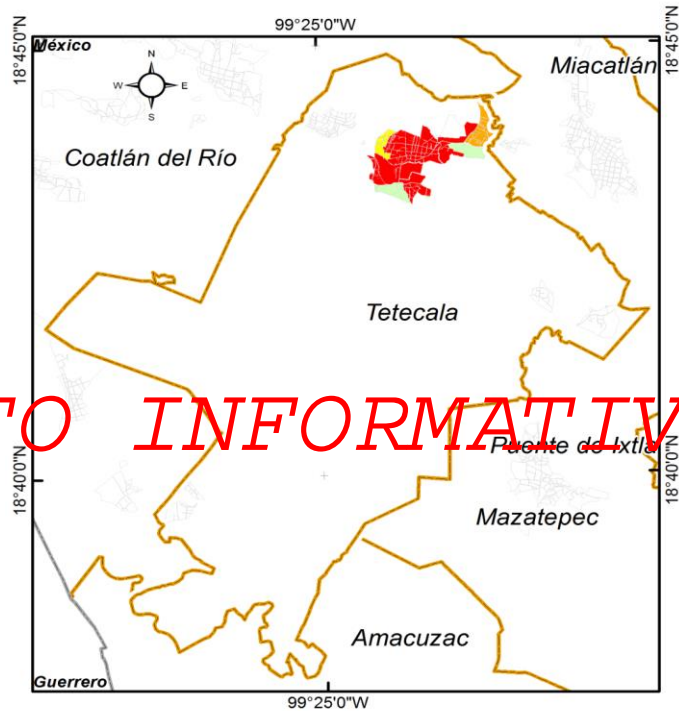 99°25'0"W
18°45'0"N
18°45'0"N
México
Miacatlán
N
W E
S
Coatlán del Río
Tetecala
TO INFORMATIV
Puente de Ixtla
18°40'0"N
18°40'0"N
Mazatepec
Amacuzac
Guerrero
99°25'0"W